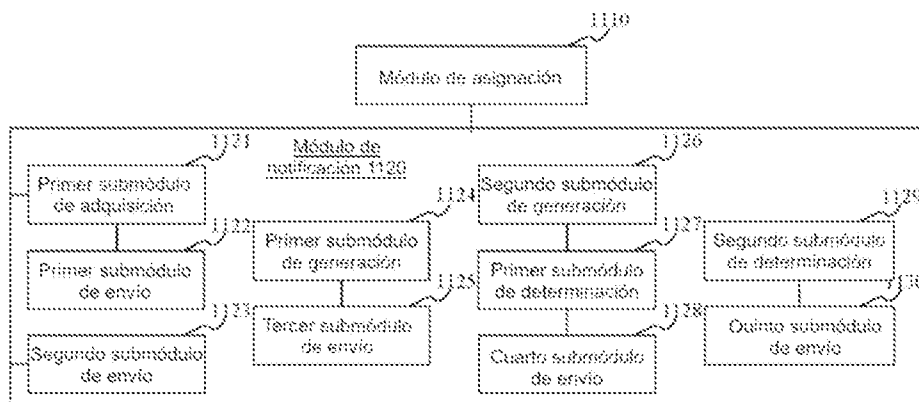 1110
Módulo de asignación
1121
Primer submódulo
de adquisición
1122
Primer submódulo
de envío
1123
Segundo submódulo
de envío
Módulo de
notificación 1120
1124
Primer submódulo
de generación
1125
Tercer submódulo
de envío
1126
Segundo submódulo
de generación
1127
Primer submódulo
de determinación
1128
Cuarto submódulo
de envío
1129
Segundo submódulo
de determinación
Quinto submódulo
de envío